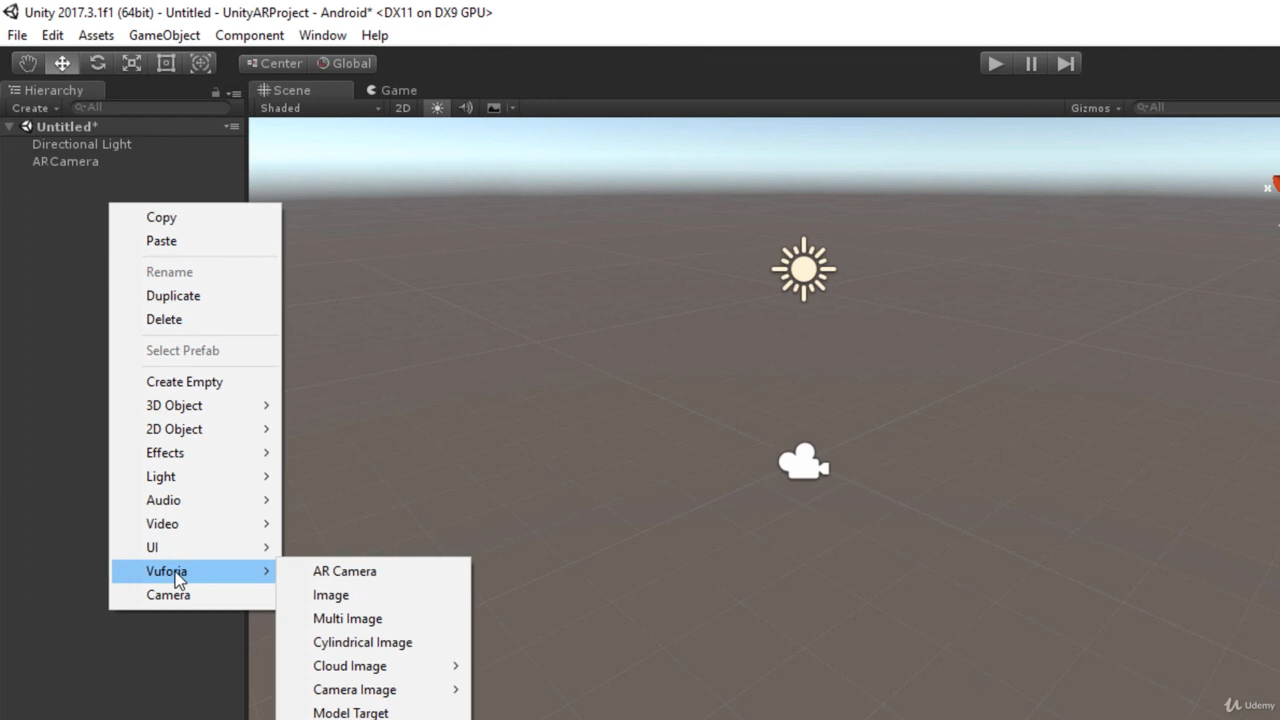 Unity 2017.3.1f1 (64bit) - Untitled - UnityARProject - Android* <DX11 on DX9 GPU>
File Edit Assets GameObject Component Window Help
Center Global
Hierarchy
Scene Game
Create All
Shaded 2D Gizmos All
Untitled*
Directional Light
ARCamera
Copy
Paste
Rename
Duplicate
Delete
Select Prefab
Create Empty
3D Object
2D Object
Effects
Light
Audio
Video
UI
Vuforia
Camera
AR Camera
Image
Multi Image
Cylindrical Image
Cloud Image
Camera Image
Model Target
Udemy